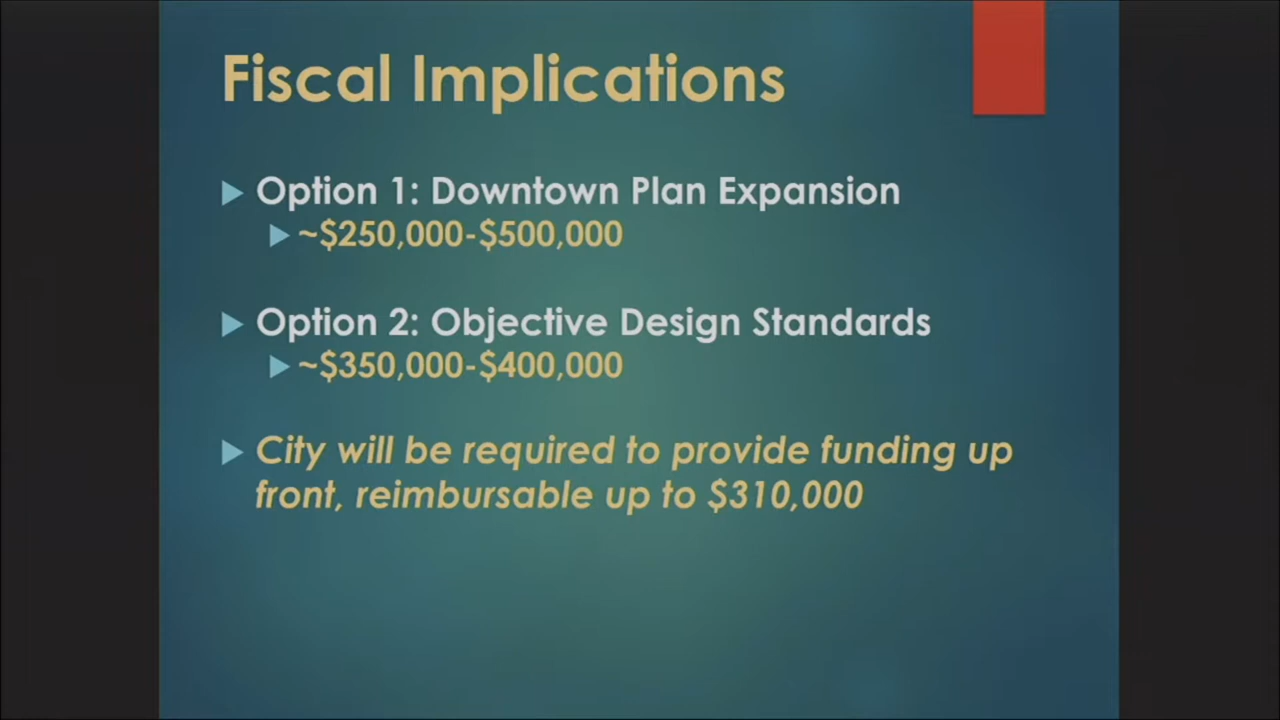 Fiscal Implications
Option 1: Downtown Plan Expansion
~$250,000-$500,000
Option 2: Objective Design Standards
~$350,000-$400,000
City will be required to provide funding up
front, reimbursable up to $310,000